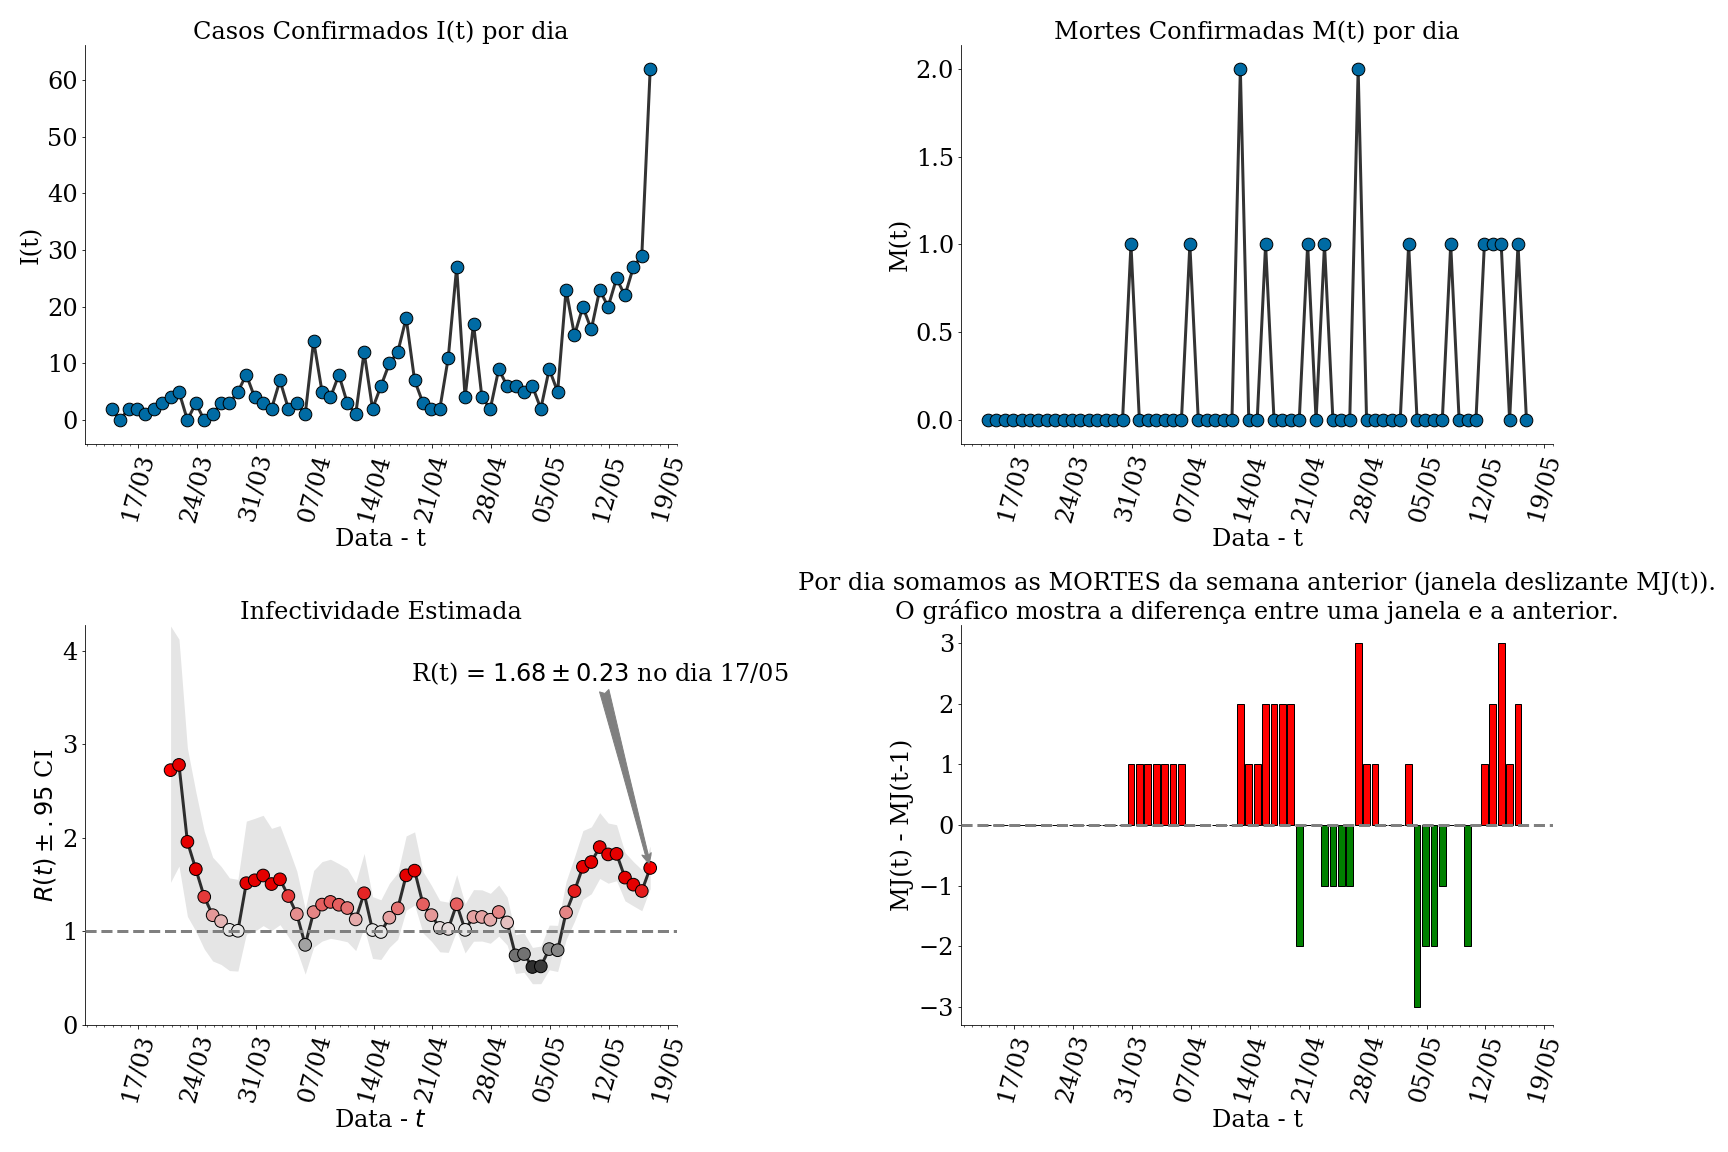 Casos Confirmados I(t) por dia
I(t)
60
50
40
30
20
10
0
17/03 24/03 31/03 07/04 14/04 21/04 28/04 05/05 12/05 19/05
Data - t
Mortes Confirmadas M(t) por dia
M(t)
2.0
1.5
1.0
0.5
0.0
17/03 24/03 31/03 07/04 14/04 21/04 28/04 05/05 12/05 19/05
Data - t
Infectividade Estimada
R(t) = 1.68 ± 0.23 no dia 17/05
R(t) ± .95 CI
4
3
2
1
0
17/03 24/03 31/03 07/04 14/04 21/04 28/04 05/05 12/05 19/05
Data - t
Por dia somamos as MORTES da semana anterior (janela deslizante MJ(t)).
O gráfico mostra a diferença entre uma janela e a anterior.
MJ(t) - MJ(t-1)
3
2
1
0
−1
−2
−3
17/03 24/03 31/03 07/04 14/04 21/04 28/04 05/05 12/05 19/05
Data - t